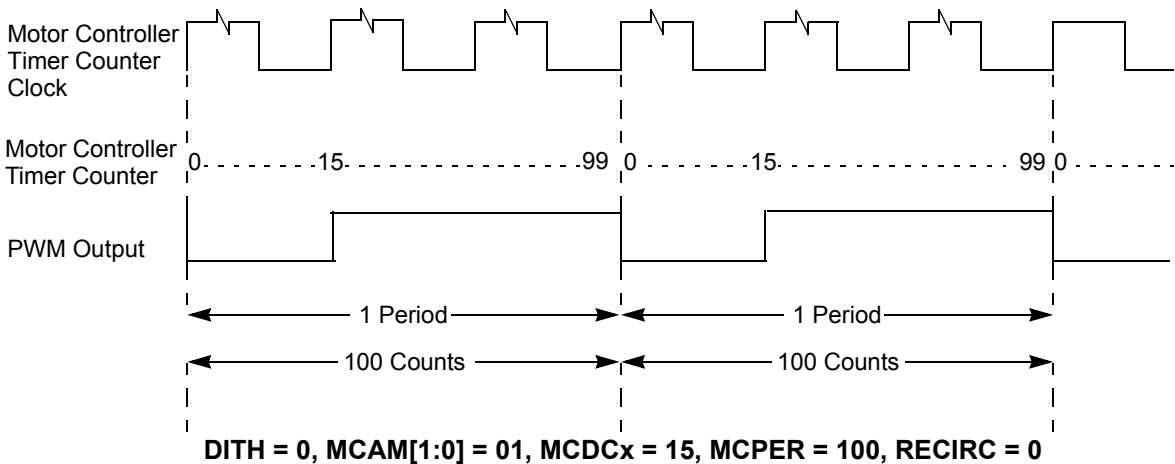 Motor Controller
Timer Counter
Clock
Motor Controller
Timer Counter
0 15 99 0 15 99 0
PWM Output
1 Period 1 Period
100 Counts 100 Counts
DITH = 0, MCAM[1:0] = 01, MCDCx = 15, MCPER = 100, RECIRC = 0